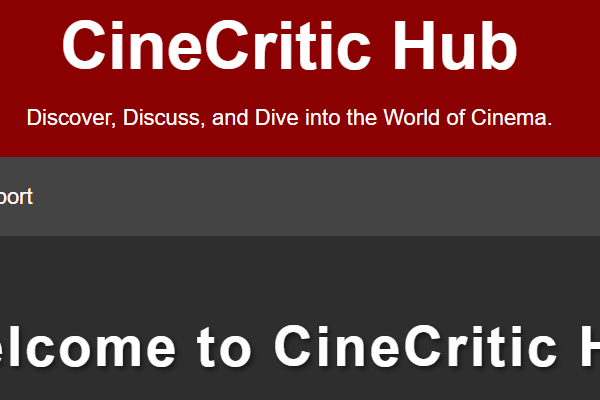 CineCritic Hub
Discover, Discuss, and Dive into the World of Cinema.
port
elcome to CineCritic H